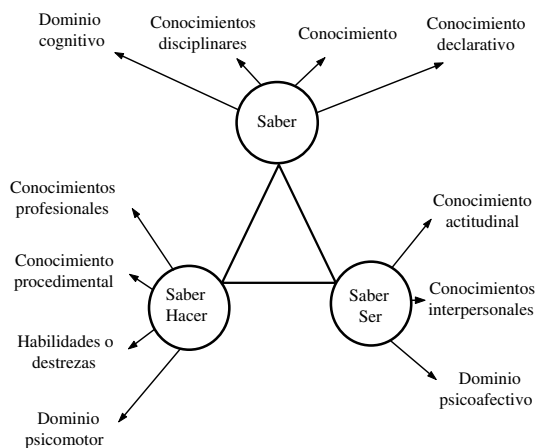 Dominio
cognitivo
Conocimientos
disciplinares
Conocimiento
Conocimiento
declarativo
Saber
Conocimientos
profesionales
Conocimiento
procedimental
Habilidades o
destrezas
Dominio
psicomotor
Saber
Hacer
Saber
Ser
Conocimiento
actitudinal
Conocimientos
interpersonales
Dominio
psicoafectivo